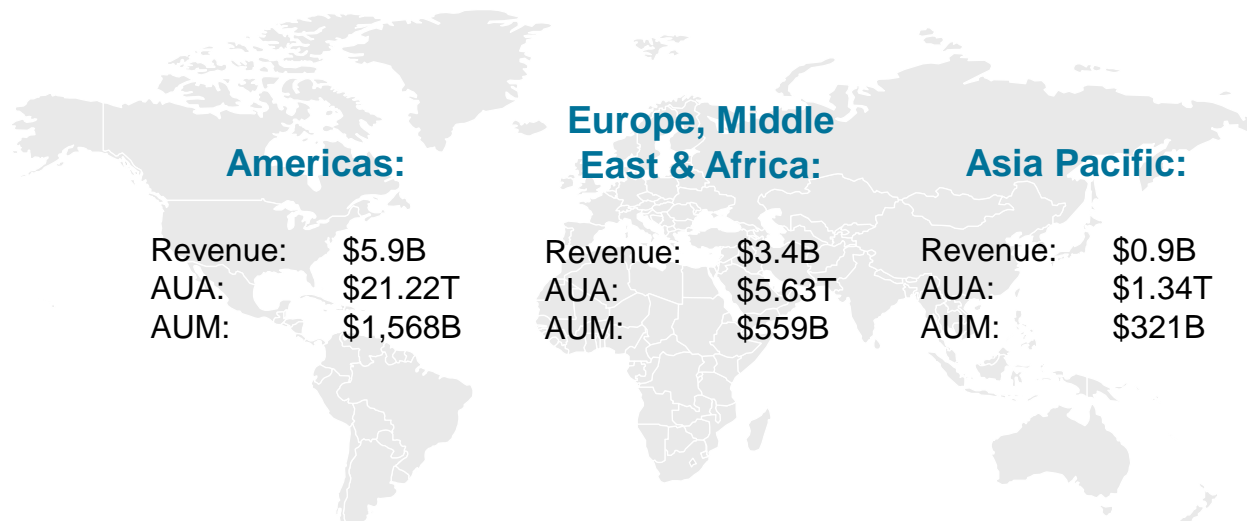 Americas:
Revenue: $5.9B
AUA: $21.22T
AUM: $1,568B
Europe, Middle
East & Africa:
Revenue: $3.4B
AUA: $5.63T
AUM: $559B
Asia Pacific:
Revenue: $0.9B
AUA: $1.34T
AUM: $321B